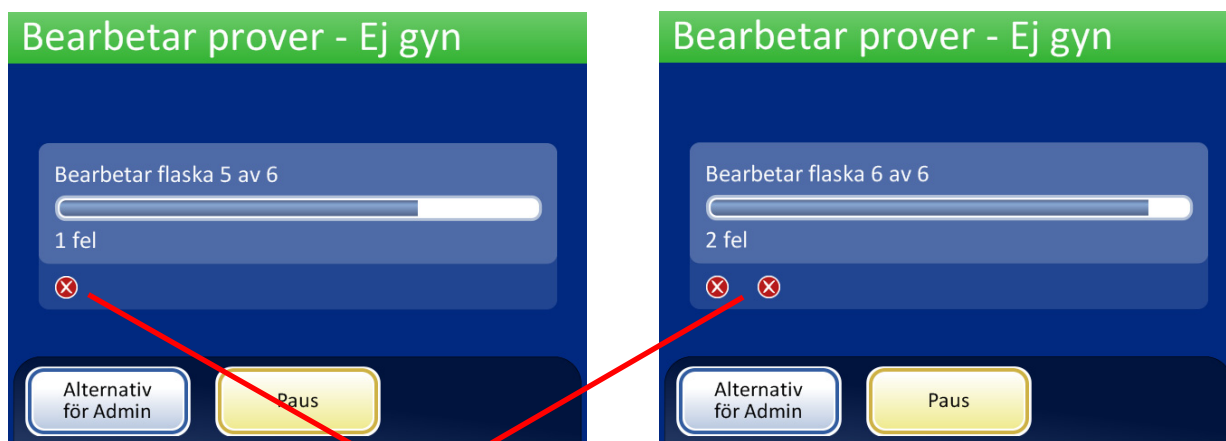 Bearbetar prover - Ej gyn
Bearbetar flaska 5 av 6
1 fel
Alternativ
för Admin
Paus
Bearbetar prover - Ej gyn
Bearbetar flaska 6 av 6
2 fel
Alternativ
för Admin
Paus